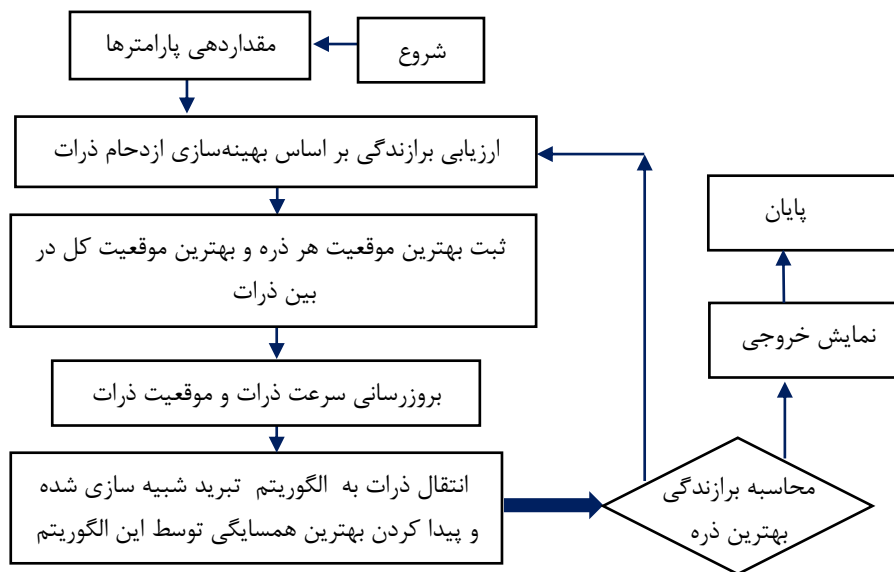 شروع
مقداردهی پارامترها
ارزیابی برازندگی بر اساس بهینه‌سازی ازدحام ذرات
ثبت بهترین موقعیت هر ذره و بهترین موقعیت کل در
بین ذرات
بروزرسانی سرعت ذرات و موقعیت ذرات
انتقال ذرات به الگوریتم تبرید شبیه سازی شده
و پیدا کردن بهترین همسایگی توسط این الگوریتم
محاسبه برازندگی
بهترین ذره
نمایش خروجی
پایان